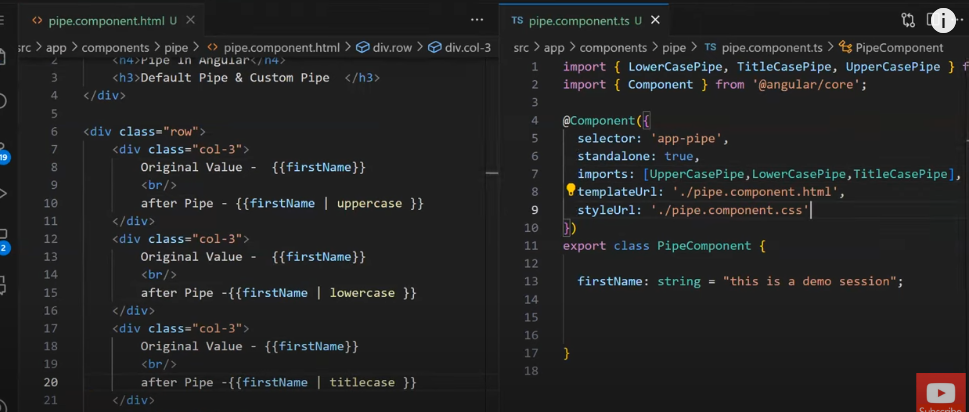 pipe.component.html U
src > app > components > pipe > pipe.component.html > div.row > div.col-3
2 <h4>Pipe In Angular</h4>
3 <h3>Default Pipe & Custom Pipe  </h3>
4 </div>
5
6 <div class="row">
7 <div class="col-3">
8 Original Value -  {{firstName}}
9 <br/>
10 after Pipe - {{firstName | uppercase }}
11 </div>
12 <div class="col-3">
13 Original Value -  {{firstName}}
14 <br/>
15 after Pipe -{{firstName | lowercase }}
16 </div>
17 <div class="col-3">
18 Original Value - {{firstName}}
19 <br/>
20 after Pipe -{{firstName | titlecase }}
21 </div>
19
2
TS pipe.component.ts U
src > app > components > pipe > TS pipe.component.ts > PipeComponent
1 import { LowerCasePipe, TitleCasePipe, UpperCasePipe } f
2 import { Component } from '@angular/core';
3
4 @Component({
5 selector: 'app-pipe',
6 standalone: true,
7 imports: [UpperCasePipe,LowerCasePipe,TitleCasePipe],
8 templateUrl: './pipe.component.html',
9 styleUrl: './pipe.component.css'
10 })
11 export class PipeComponent {
12
13 firstName: string = "this is a demo session";
14
15
16
17 }
18
i
Subscribe